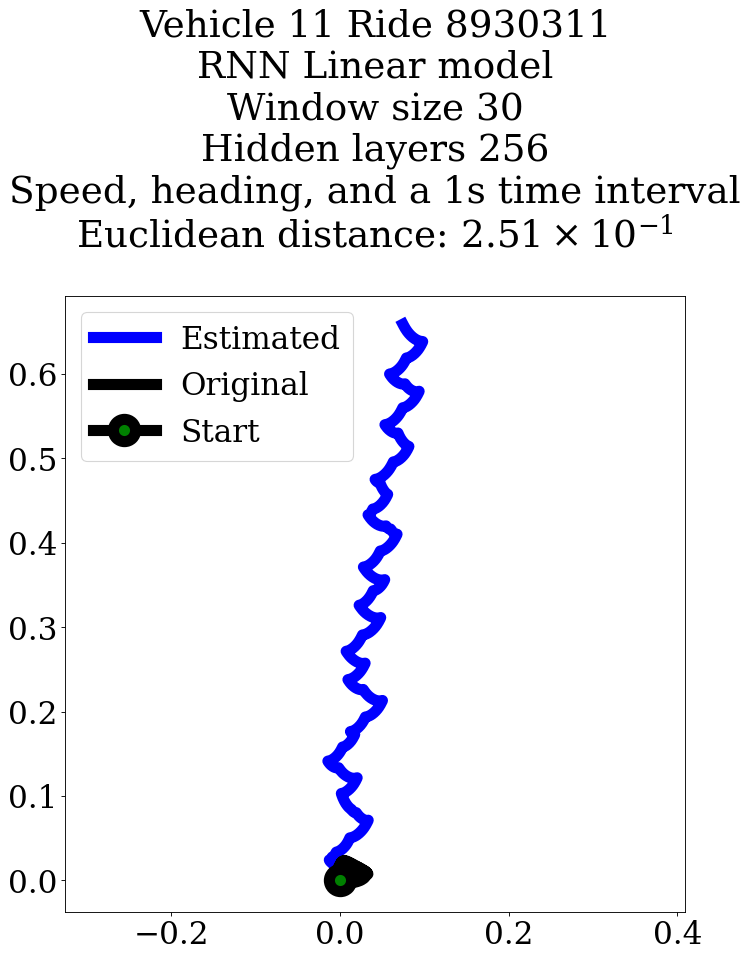 Vehicle 11 Ride 8930311
RNN Linear model
Window size 30
Hidden layers 256
Speed, heading, and a 1s time interval
Euclidean distance: 2.51 × 10⁻¹
Estimated
Original
Start
0.6
0.5
0.4
0.3
0.2
0.1
0.0
−0.2 0.0 0.2 0.4